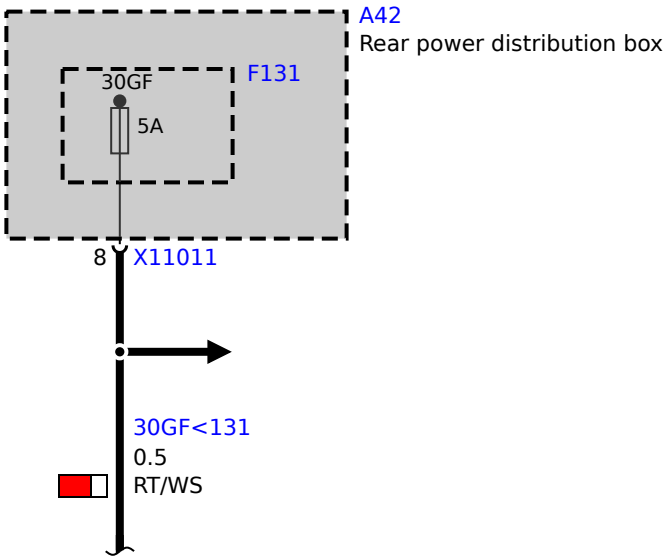 A42
Rear power distribution box
F131
30GF
5A
8 X11011
30GF<131
0.5
RT/WS